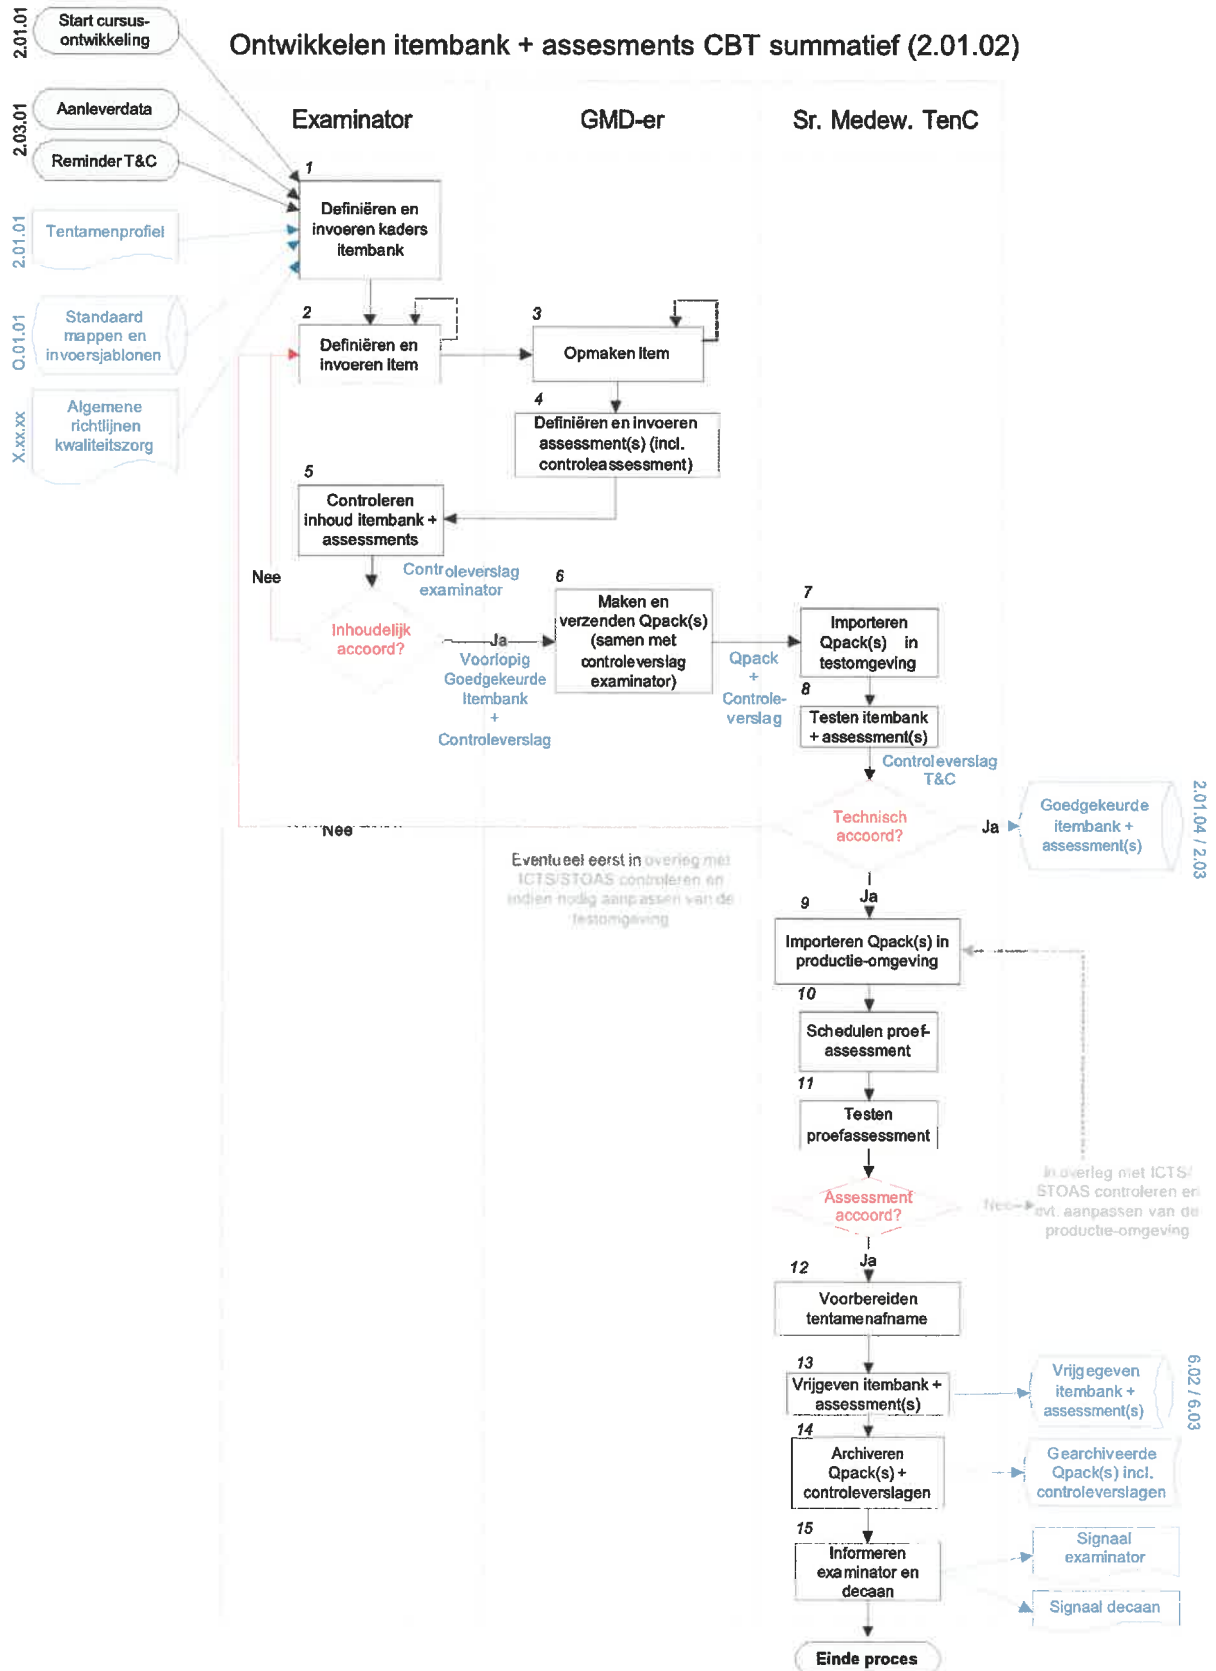 Ontwikkelen itembank + assesments CBT summatief (2.01.02)
2.01.01
Start cursus-
ontwikkeling
2.03.01
Aanleverdata
Reminder T&C
2.01.01
Tentamenprofiel
O.01.01
Standaard
mappen en
invoersjablonen
X.xx.xx
Algemene
richtlijnen
kwaliteitszorg
Examinator
GMD-er
Sr. Medew. TenC
1
Definiëren en
invoeren kaders
itembank
2
Definiëren en
invoeren item
3
Opmaken item
4
Definiëren en invoeren
assessment(s) (incl.
controleassessment)
5
Controleren
inhoud itembank +
assessments
Controleverslag
examinator
Nee
Inhoudelijk
accoord?
Ja
Voorlopig
Goedgekeurde
Itembank
+
Controleverslag
6
Maken en
verzenden Qpack(s)
(samen met
controleverslag
examinator)
Qpack
+
Controle-
verslag
7
Importeren
Qpack(s) in
testomgeving
8
Testen itembank
+ assessment(s)
Controleverslag
T&C
Technisch
accoord?
Nee
Ja
Goedgekeurde
itembank +
assessment(s)
2.01.04 / 2.03
Eventueel eerst in overleg met
ICTS/STOAS controleren en
indien nodig aanpassen van de
testomgeving
Ja
9
Importeren Qpack(s) in
productie-omgeving
10
Schedulen proef-
assessment
11
Testen
proefassessment
Assessment
accoord?
Nee
In overleg met ICTS/
STOAS controleren en
evt. aanpassen van de
productie-omgeving
Ja
12
Voorbereiden
tentamenafname
13
Vrijgeven itembank +
assessment(s)
Vrijgegeven
itembank +
assessment(s)
6.02 / 6.03
14
Archiveren
Qpack(s) +
controleverslagen
Gearchiveerde
Qpack(s) incl.
controleverslagen
15
Informeren
examinator en
decaan
Signaal
examinator
Signaal decaan
Einde proces